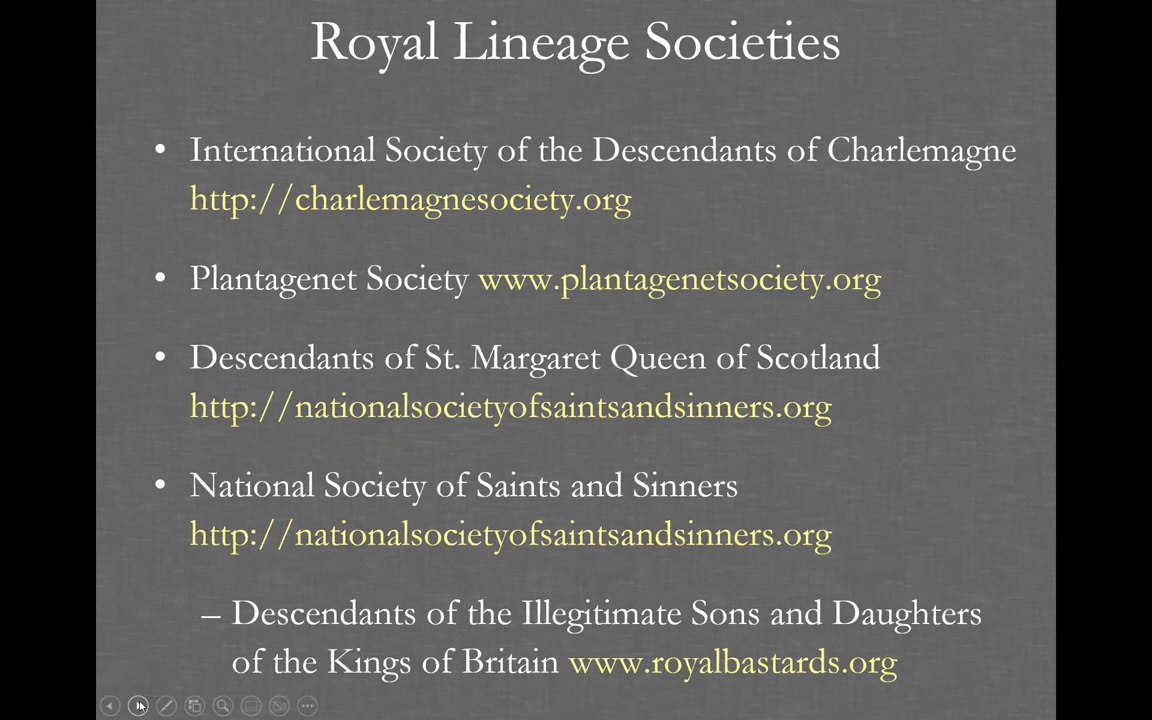 Royal Lineage Societies
• International Society of the Descendants of Charlemagne
http://charlemagnesociety.org
• Plantagenet Society www.plantagenetsociety.org
• Descendants of St. Margaret Queen of Scotland
http://nationalsocietyofsaintsandsinners.org
• National Society of Saints and Sinners
http://nationalsocietyofsaintsandsinners.org
– Descendants of the Illegitimate Sons and Daughters
of the Kings of Britain www.royalbastards.org